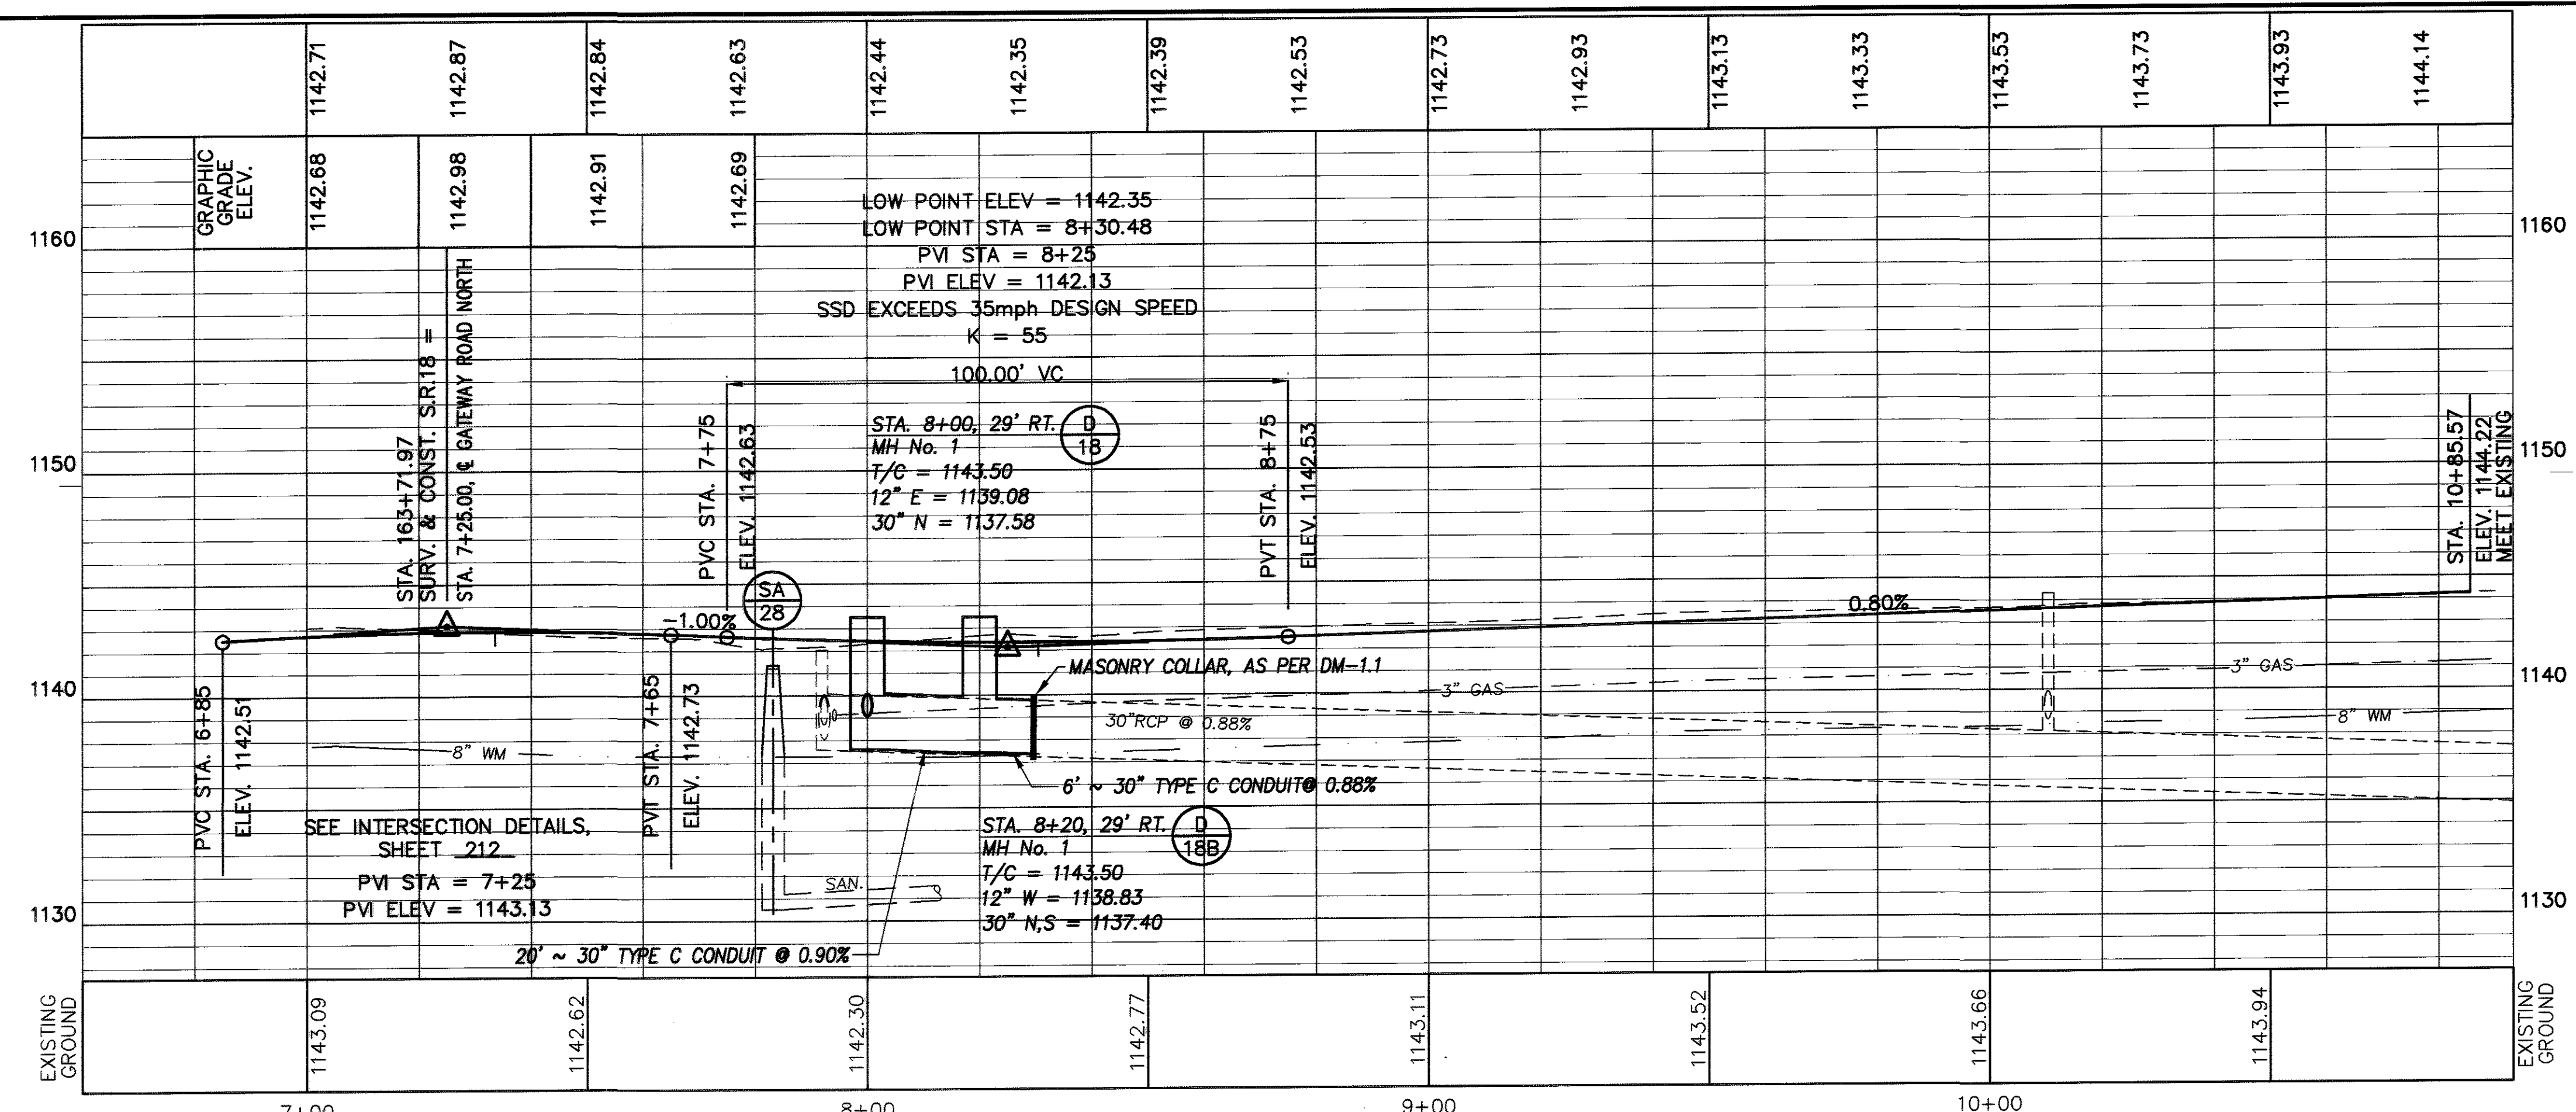 1142.71
1142.87
1142.84
1142.63
1142.44
1142.35
1142.39
1142.53
1142.73
1142.93
1143.13
1143.33
1143.53
1143.73
1143.93
1144.14
GRAPHIC
GRADE
ELEV.
1142.68
1142.98
1142.91
1142.69
LOW POINT ELEV = 1142.35
LOW POINT STA = 8+30.48
PVI STA = 8+25
PVI ELEV = 1142.13
SSD EXCEEDS 35mph DESIGN SPEED
K = 55
100.00' VC
1160
1160
1150
1150
1140
1140
1130
1130
STA. 163+71.97
SURV. & CONST. S.R.18 =
STA. 7+25.00, ℄ GATEWAY ROAD NORTH
PVC STA. 7+75
ELEV. 1142.63
STA. 8+00, 29' RT.
MH No. 1
T/C = 1143.50
12" E = 1139.08
30" N = 1137.58
D
18
PVT STA. 8+75
ELEV. 1142.53
STA. 10+85.57
ELEV. 1144.22
MEET EXISTING
SA
28
-1.00%
0.80%
MASONRY COLLAR, AS PER DM-1.1
3" GAS
3" GAS
30"RCP @ 0.88%
8" WM
8" WM
PVC STA. 6+85
ELEV. 1142.51
PVT STA. 7+65
ELEV. 1142.73
6' ~ 30" TYPE C CONDUIT@ 0.88%
SEE INTERSECTION DETAILS,
SHEET 212
PVI STA = 7+25
PVI ELEV = 1143.13
SAN.
STA. 8+20, 29' RT.
MH No. 1
T/C = 1143.50
12" W = 1138.83
30" N,S = 1137.40
D
18B
20' ~ 30" TYPE C CONDUIT @ 0.90%
EXISTING
GROUND
1143.09
1142.62
1142.30
1142.77
1143.11
1143.52
1143.66
1143.94
EXISTING
GROUND
7+00
8+00
9+00
10+00